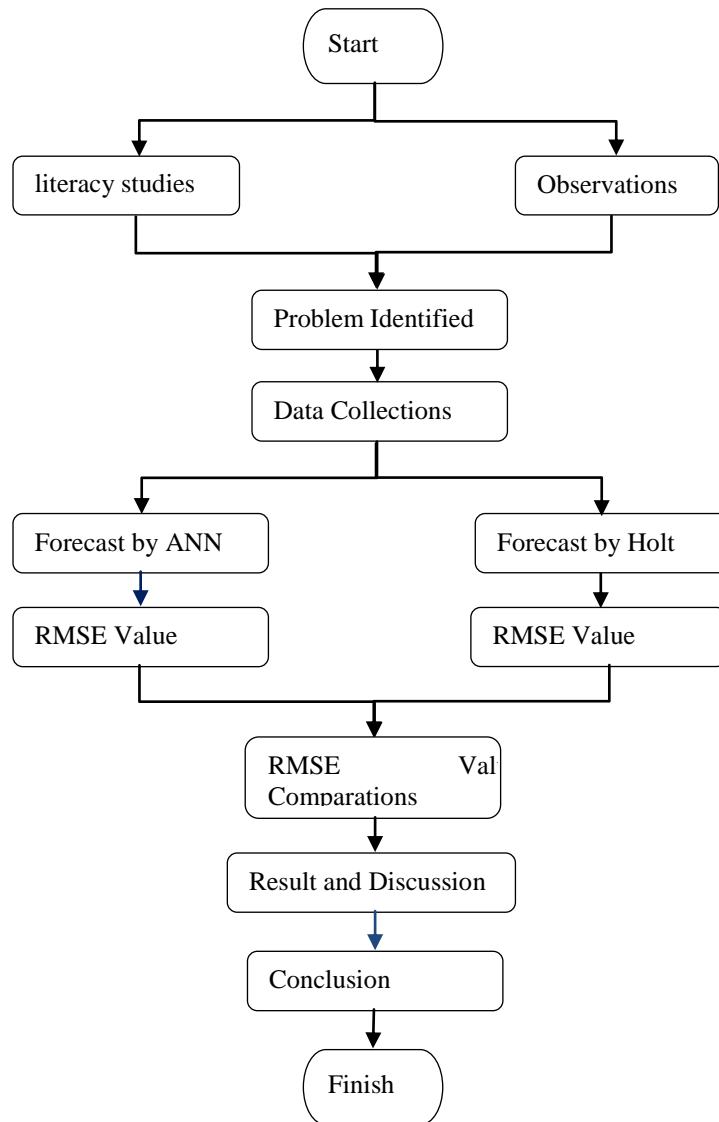 Start
literacy studies
Observations
Problem Identified
Data Collections
Forecast by ANN
Forecast by Holt
RMSE Value
RMSE Value
RMSE Val
Comparations
Result and Discussion
Conclusion
Finish